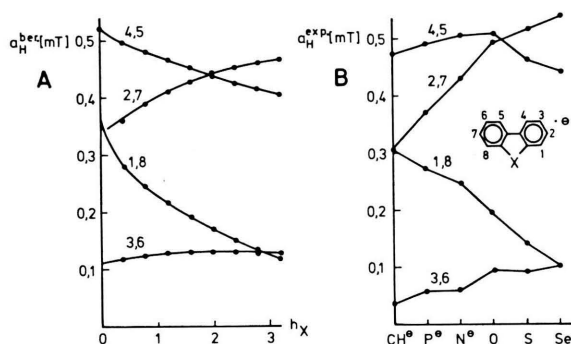 a_H^ber.[mT]
0,5
0,4
0,3
0,2
0,1
A
4,5
2,7
1,8
3,6
0 1 2 3 h_X
a_H^exp.[mT]
0,5
0,4
0,3
0,2
0,1
B
4,5
2,7
1,8
3,6
6 5 4 3
7 2
8 1
X
· ⊖
CH⊖ P⊖ N⊖ O S Se